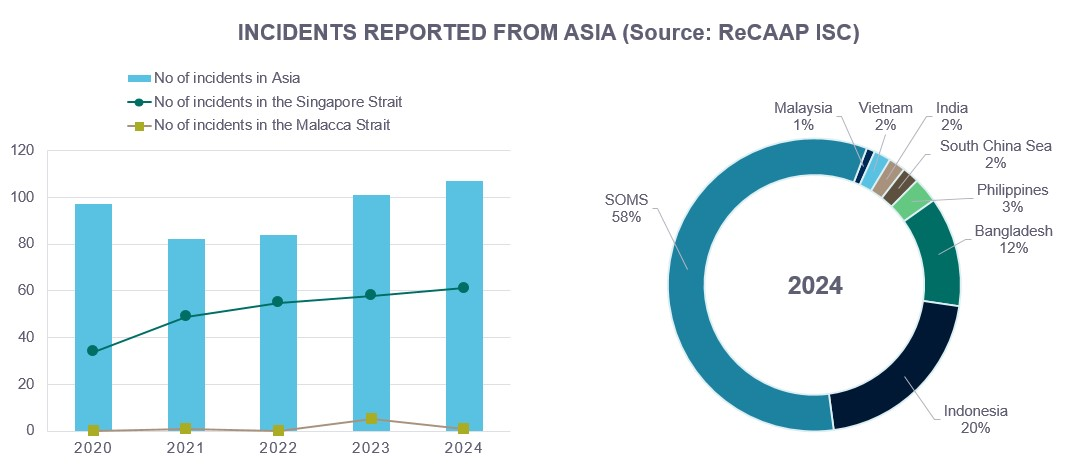 INCIDENTS REPORTED FROM ASIA (Source: ReCAAP ISC)
No of incidents in Asia
No of incidents in the Singapore Strait
No of incidents in the Malacca Strait
120
100
80
60
40
20
0
2020 2021 2022 2023 2024
Malaysia
1%
Vietnam
2%
India
2%
South China Sea
2%
Philippines
3%
Bangladesh
12%
Indonesia
20%
SOMS
58%
2024